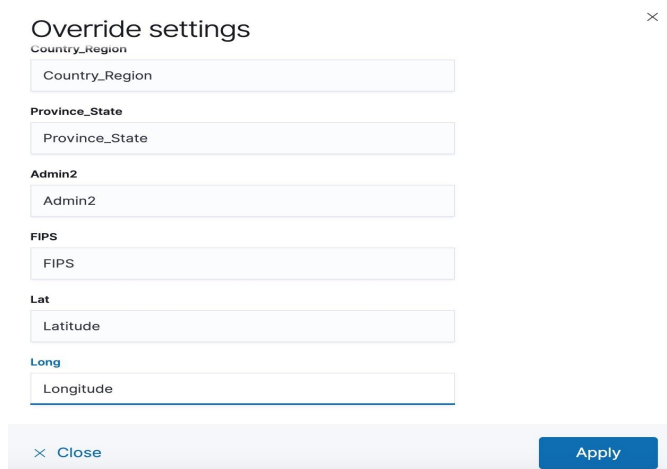 Override settings
Country_Region
Country_Region
Province_State
Province_State
Admin2
Admin2
FIPS
FIPS
Lat
Latitude
Long
Longitude
Close
Apply